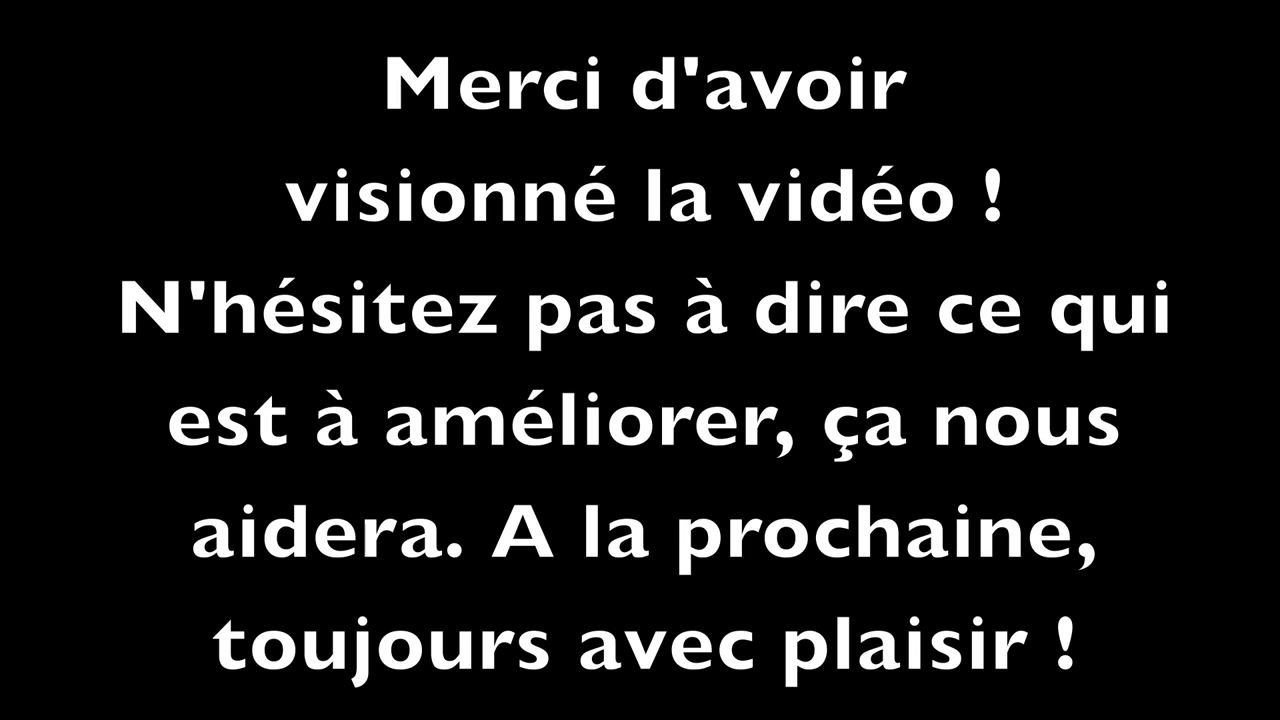 Merci d'avoir
visionné la vidéo !
N'hésitez pas à dire ce qui
est à améliorer, ça nous
aidera. A la prochaine,
toujours avec plaisir !